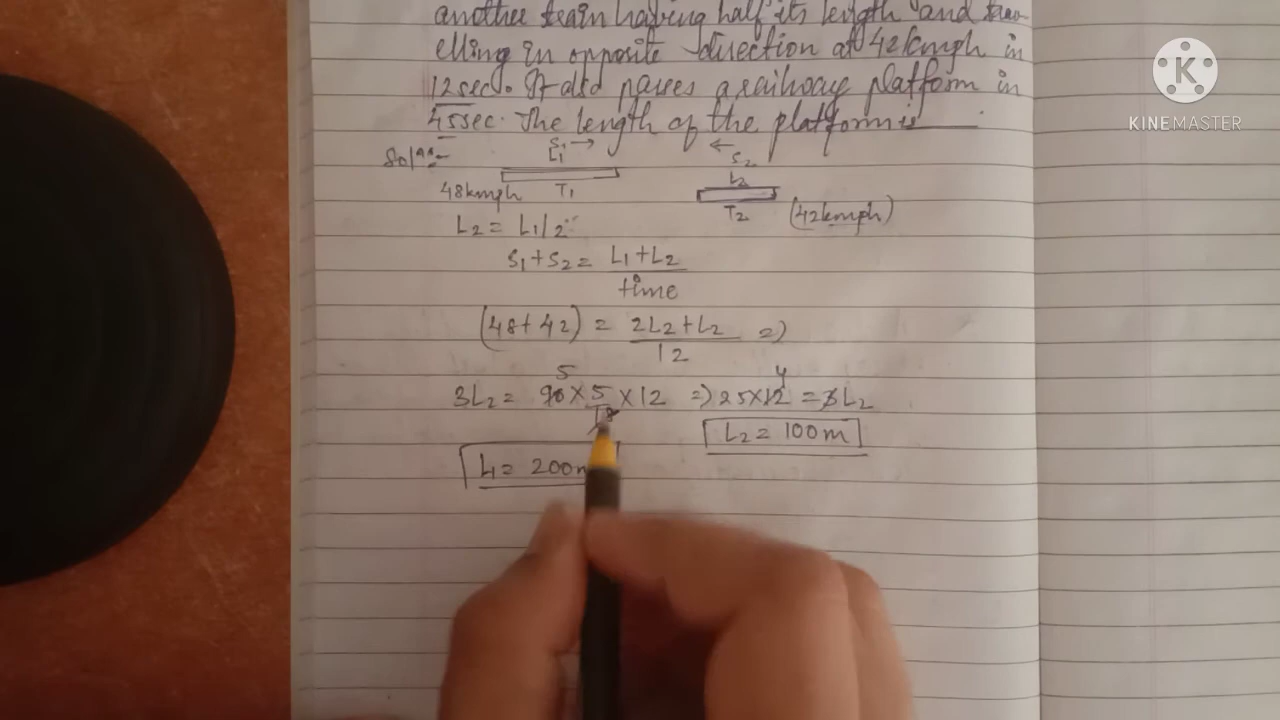 another train having half its length and trav-
elling in opposite direction at 42kmph in
12sec. It also passes a railway platform in
45sec. The length of the platform is
KINEMASTER
Soln:-
S1 →
L1
←
S2
L2
48kmph
T1
T2
(42kmph)
L2 = L1/2
S1+S2 = L1+L2
time
(48+42) = 2L2+L2 =)
12
5
4
3L2 = 90×5×12 =) 25×12 = 3L2
18
L2 = 100m
L1 = 200m